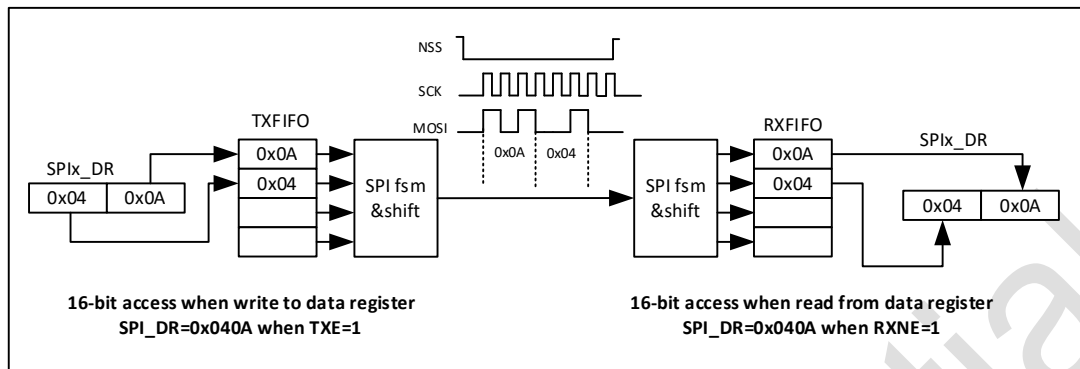 NSS
SCK
MOSI
0x0A 0x04
TXFIFO
0x0A
0x04
SPIx_DR
0x04 0x0A
SPI fsm
&shift
SPI fsm
&shift
RXFIFO
0x0A
0x04
SPIx_DR
0x04 0x0A
16-bit access when write to data register
SPI_DR=0x040A when TXE=1
16-bit access when read from data register
SPI_DR=0x040A when RXNE=1